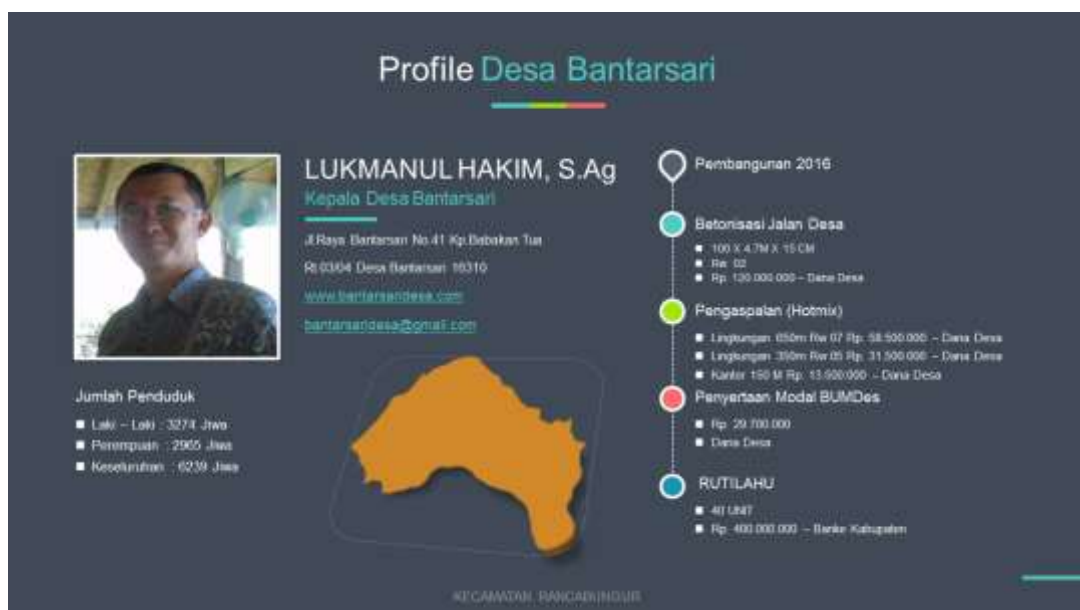 Profile Desa Bantarsari
LUKMANUL HAKIM, S.Ag
Kepala Desa Bantarsari
Jl.Raya Bantarsari No.41 Kp.Babakan Tua
Rt.03/04 Desa Bantarsari 16310
www.bantarsaridesa.com
bantarsaridesa@gmail.com
Jumlah Penduduk
Laki – Laki : 3274 Jiwa
Perempuan : 2965 Jiwa
Keseluruhan : 6239 Jiwa
Pembangunan 2016
Betonisasi Jalan Desa
100 X 4.7M X 15 CM
Rw. 02
Rp. 120.000.000 – Dana Desa
Pengaspalan (Hotmix)
Lingkungan 650m Rw 07 Rp. 58.500.000 – Dana Desa
Lingkungan 350m Rw 05 Rp. 31.500.000 – Dana Desa
Kantor 150 M Rp. 13.500.000 – Dana Desa
Penyertaan Modal BUMDes
Rp. 29.700.000
Dana Desa
RUTILAHU
40 UNIT
Rp. 400.000.000 – Banke Kabupaten
KECAMATAN RANCABUNGUR